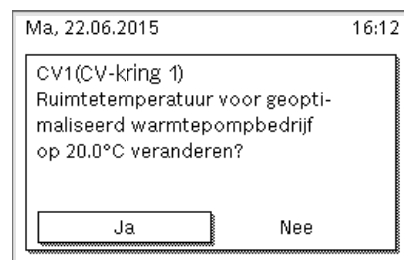 Ma, 22.06.2015 16:12
CV1(CV-kring 1)
Ruimtetemperatuur voor geopti-
maliseerd warmtepompbedrijf
op 20.0°C veranderen?
Ja Nee